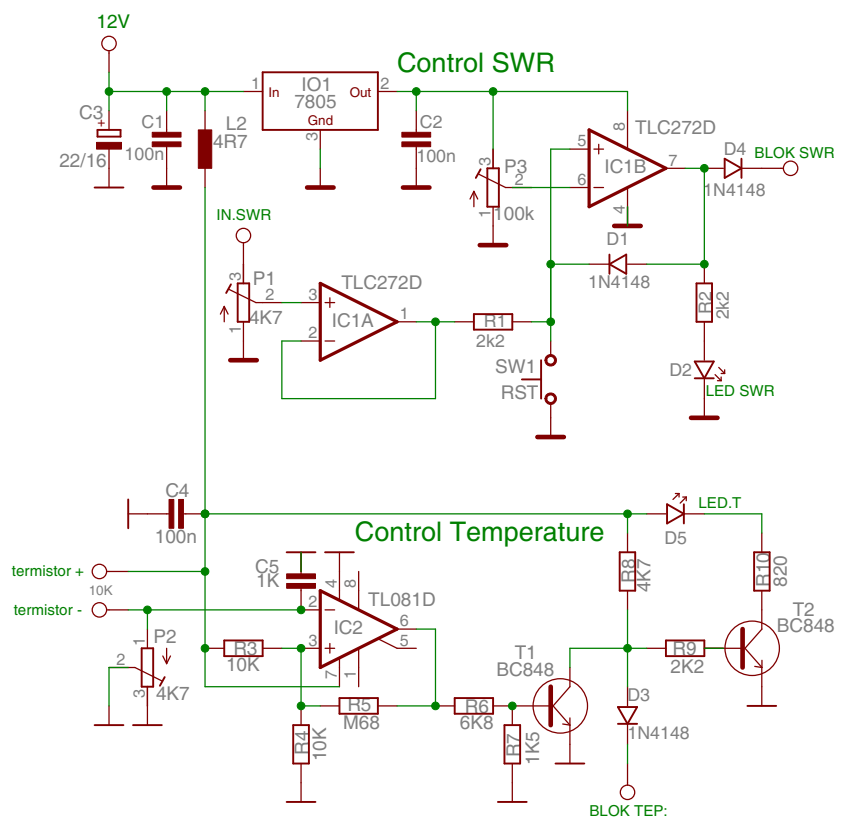 12V
Control SWR
1
In
IO1
7805
Out
2
Gnd
3
C3
+
22/16
C1
100n
L2
4R7
C2
100n
TLC272D
8
5
+
IC1B
7
6
−
4
D4
BLOK SWR
1N4148
3
P3
2
1
100k
D1
1N4148
IN.SWR
3
P1
2
1
4K7
TLC272D
3
+
IC1A
1
2
−
R1
2k2
R2
2k2
SW1
RST
D2
LED SWR
C4
100n
Control Temperature
LED.T
D5
termistor +
10K
termistor -
C5
1K
4
8
TL081D
2
−
IC2
6
3
+
5
7
1
R8
4K7
R10
820
T2
BC848
1
P2
2
3
4K7
R3
10K
R5
M68
R4
10K
R6
6K8
R7
1K5
T1
BC848
R9
2K2
D3
1N4148
BLOK TEP: